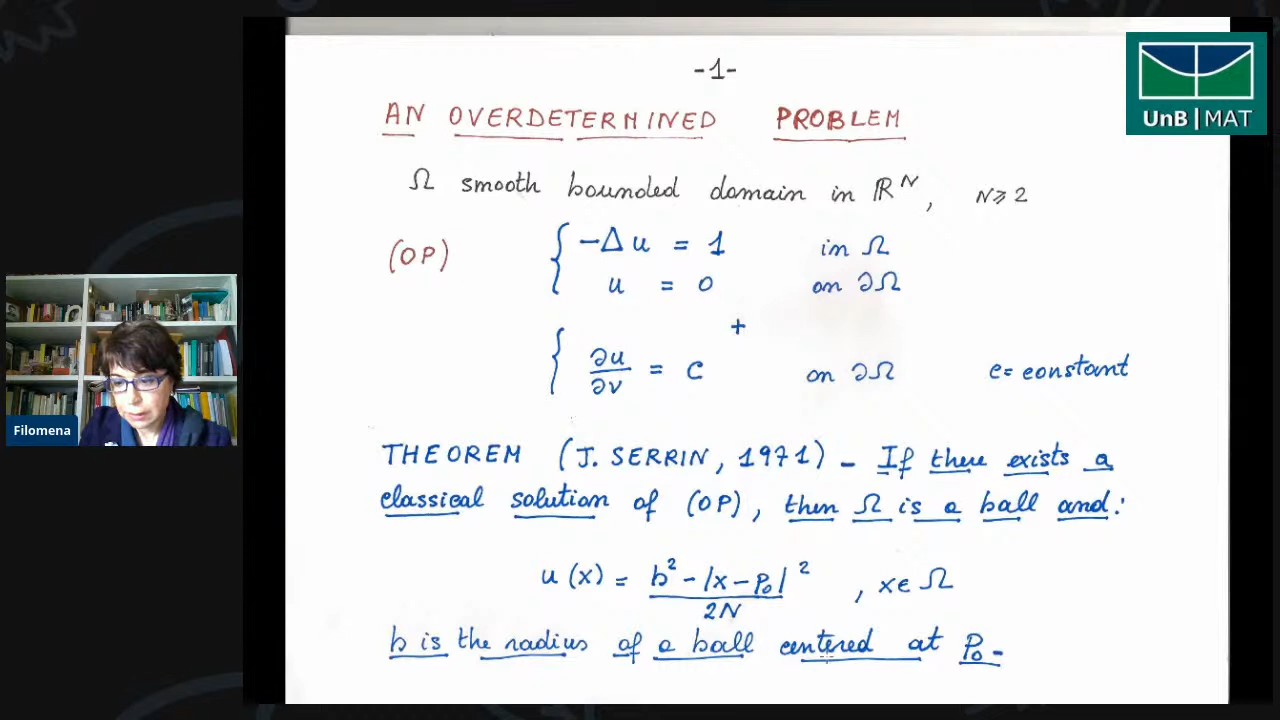 -1-
AN OVERDETERMINED PROBLEM
Ω smooth bounded domain in ℝᴺ, N ⩾ 2
(OP) { -Δu = 1 in Ω
u = 0 on ∂Ω
+
{ ∂u/∂ν = c on ∂Ω c = constant
THEOREM (J. SERRIN, 1971) - If there exists a
classical solution of (OP), then Ω is a ball and:
u(x) = b² - |x - P₀|² / 2N , x ∈ Ω
b is the radius of a ball centered at P₀ -
UnB | MAT
Filomena